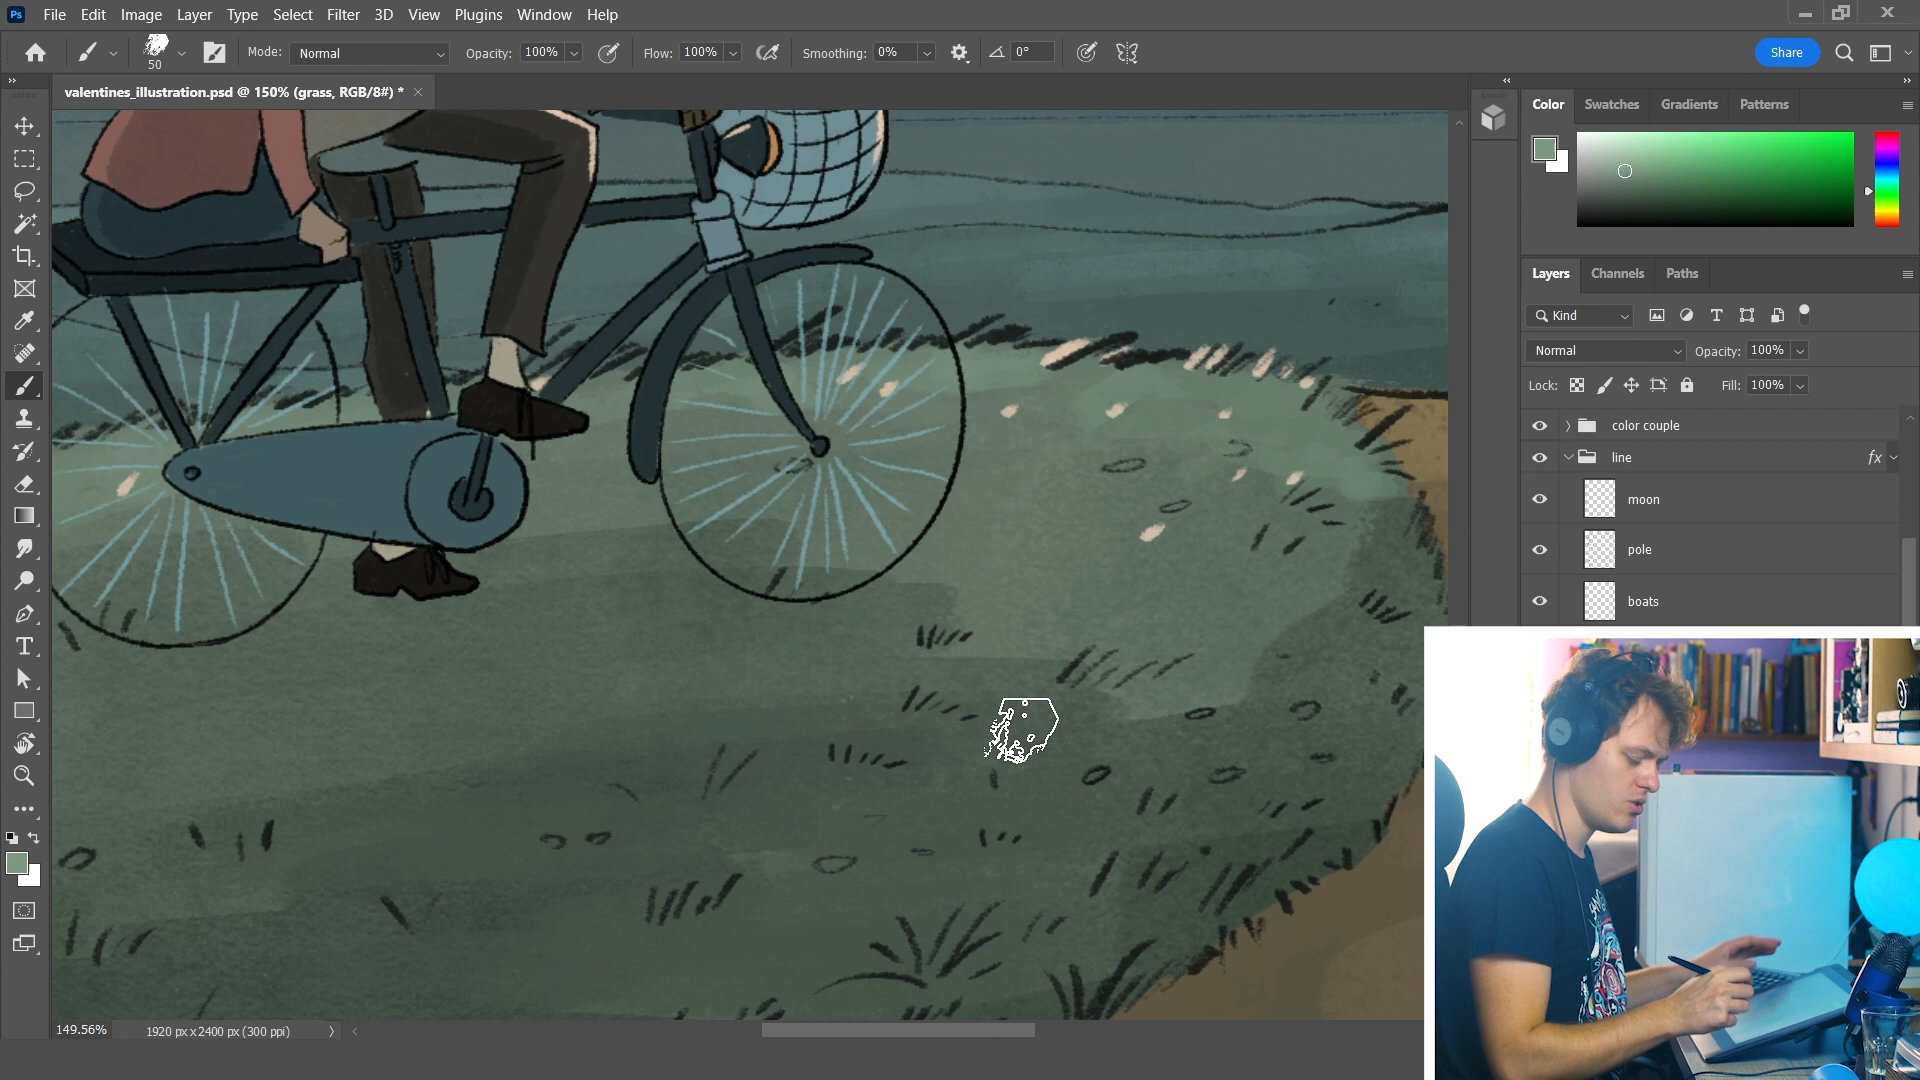 Ps File Edit Image Layer Type Select Filter 3D View Plugins Window Help
50 Mode: Normal Opacity: 100% Flow: 100% Smoothing: 0% 0° Share
valentines_illustration.psd @ 150% (grass, RGB/8#) *
Color Swatches Gradients Patterns
Layers Channels Paths
Kind
Normal Opacity: 100%
Lock: Fill: 100%
color couple
line fx
moon
pole
boats
149.56% 1920 px x 2400 px (300 ppi)